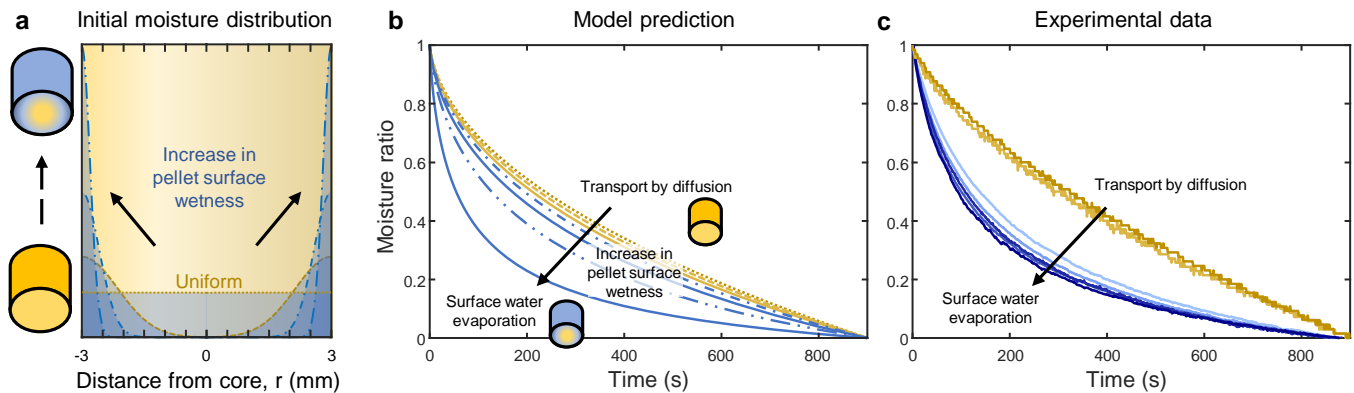 a
Initial moisture distribution
Increase in
pellet surface
wetness
Uniform
-3
0
3
Distance from core, r (mm)
b
Model prediction
Moisture ratio
1
0.8
0.6
0.4
0.2
0
Transport by diffusion
Increase in
pellet surface
wetness
Surface water
evaporation
0
200
400
600
800
Time (s)
c
Experimental data
1
0.8
0.6
0.4
0.2
0
Transport by diffusion
Surface water
evaporation
0
200
400
600
800
Time (s)